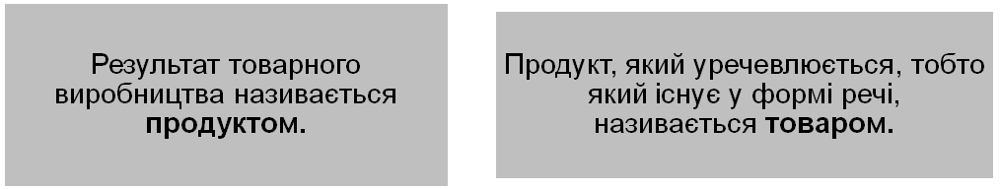 Результат товарного
виробництва називається
продуктом.
Продукт, який уречевлюється, тобто
який існує у формі речі,
називається товаром.